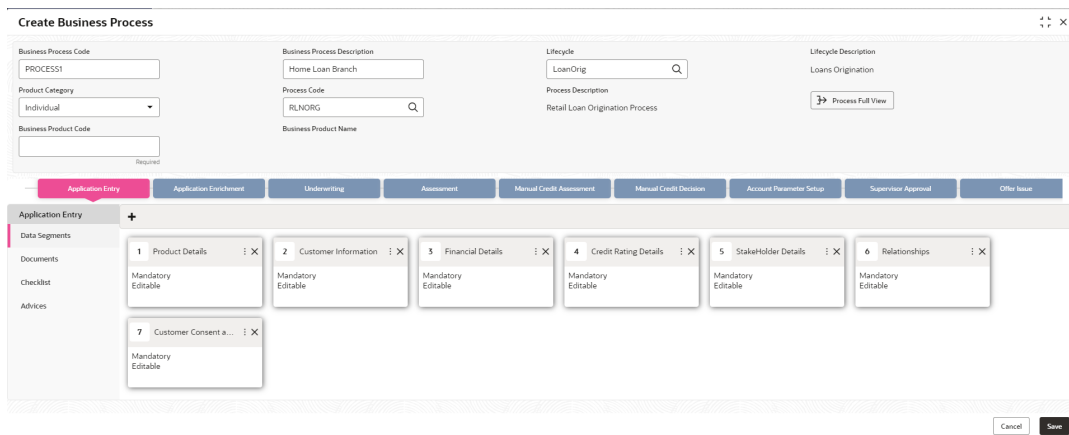 Create Business Process
Business Process Code
Business Process Description
Lifecycle
Lifecycle Description
PROCESS1
Home Loan Branch
LoanOrig
Loans Origination
Product Category
Process Code
Process Description
Individual
RLNORG
Retail Loan Origination Process
Process Full View
Business Product Code
Business Product Name
Required
Application Entry
Application Enrichment
Underwriting
Assessment
Manual Credit Assessment
Manual Credit Decision
Account Parameter Setup
Supervisor Approval
Offer Issue
Application Entry
Data Segments
Documents
Checklist
Advices
1 Product Details
Mandatory
Editable
2 Customer Information
Mandatory
Editable
3 Financial Details
Mandatory
Editable
4 Credit Rating Details
Mandatory
Editable
5 StakeHolder Details
Mandatory
Editable
6 Relationships
Mandatory
Editable
7 Customer Consent a...
Mandatory
Editable
Cancel
Save